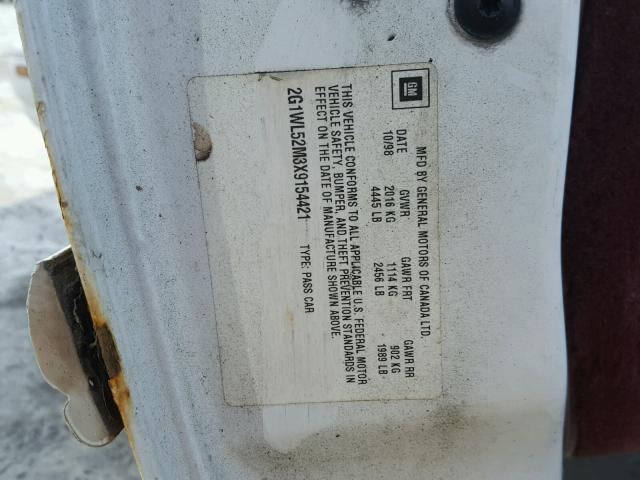 GM
MFD BY GENERAL MOTORS OF CANADA LTD.
DATE GVWR GAWR FRT GAWR RR
10/98 2016 KG 1114 KG 902 KG
4445 LB 2456 LB 1989 LB
THIS VEHICLE CONFORMS TO ALL APPLICABLE U.S. FEDERAL MOTOR
VEHICLE SAFETY, BUMPER, AND THEFT PREVENTION STANDARDS IN
EFFECT ON THE DATE OF MANUFACTURE SHOWN ABOVE.
2G1WL52M3X9154421 TYPE: PASS CAR